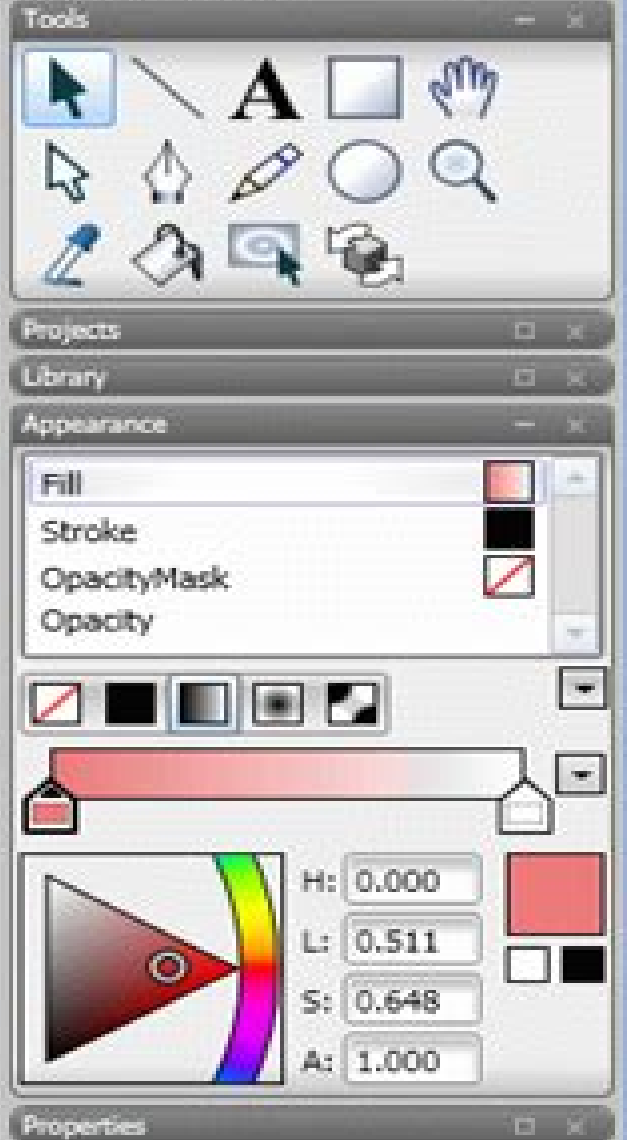 Tools
A
Projects
Library
Appearance
Fill
Stroke
OpacityMask
Opacity
H: 0.000
L: 0.511
S: 0.648
A: 1.000
Properties